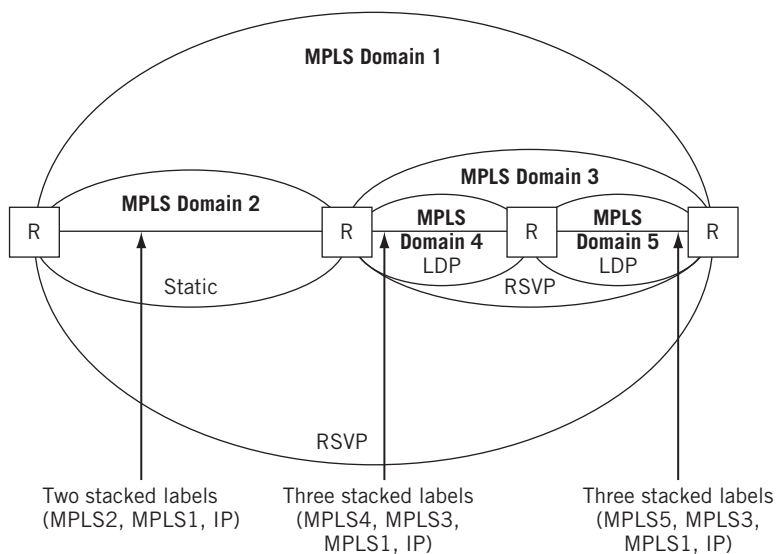 MPLS Domain 1
MPLS Domain 3
MPLS Domain 2
R
R
MPLS
Domain 4
R
MPLS
Domain 5
R
LDP
LDP
Static
RSVP
RSVP
Two stacked labels
(MPLS2, MPLS1, IP)
Three stacked labels
(MPLS4, MPLS3,
MPLS1, IP)
Three stacked labels
(MPLS5, MPLS3,
MPLS1, IP)